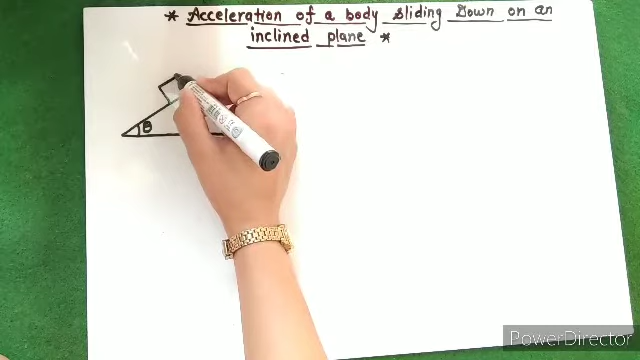 * Acceleration of a body sliding Down on an
inclined plane *
θ
PowerDirector